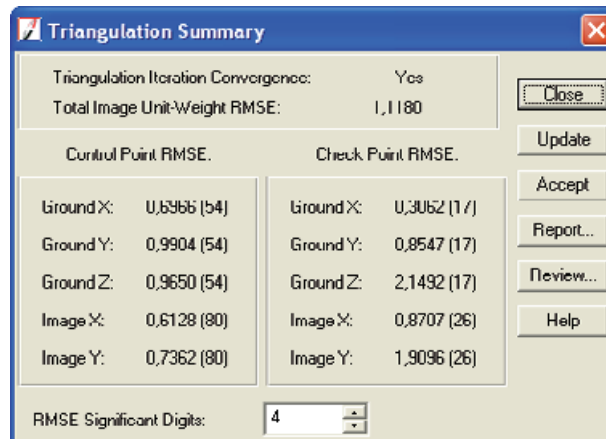 Triangulation Summary
Triangulation Iteration Convergence: Yes
Total Image Unit-Weight RMSE: 1,1180
Control Point RMSE.
Check Point RMSE.
Ground X: 0,6966 (54)
Ground Y: 0,9904 (54)
Ground Z: 0,9650 (54)
Image X: 0,6128 (80)
Image Y: 0,7362 (80)
Ground X: 0,3062 (17)
Ground Y: 0,8547 (17)
Ground Z: 2,1492 (17)
Image X: 0,8707 (26)
Image Y: 1,9096 (26)
RMSE Significant Digits: 4
Close
Update
Accept
Report...
Review...
Help